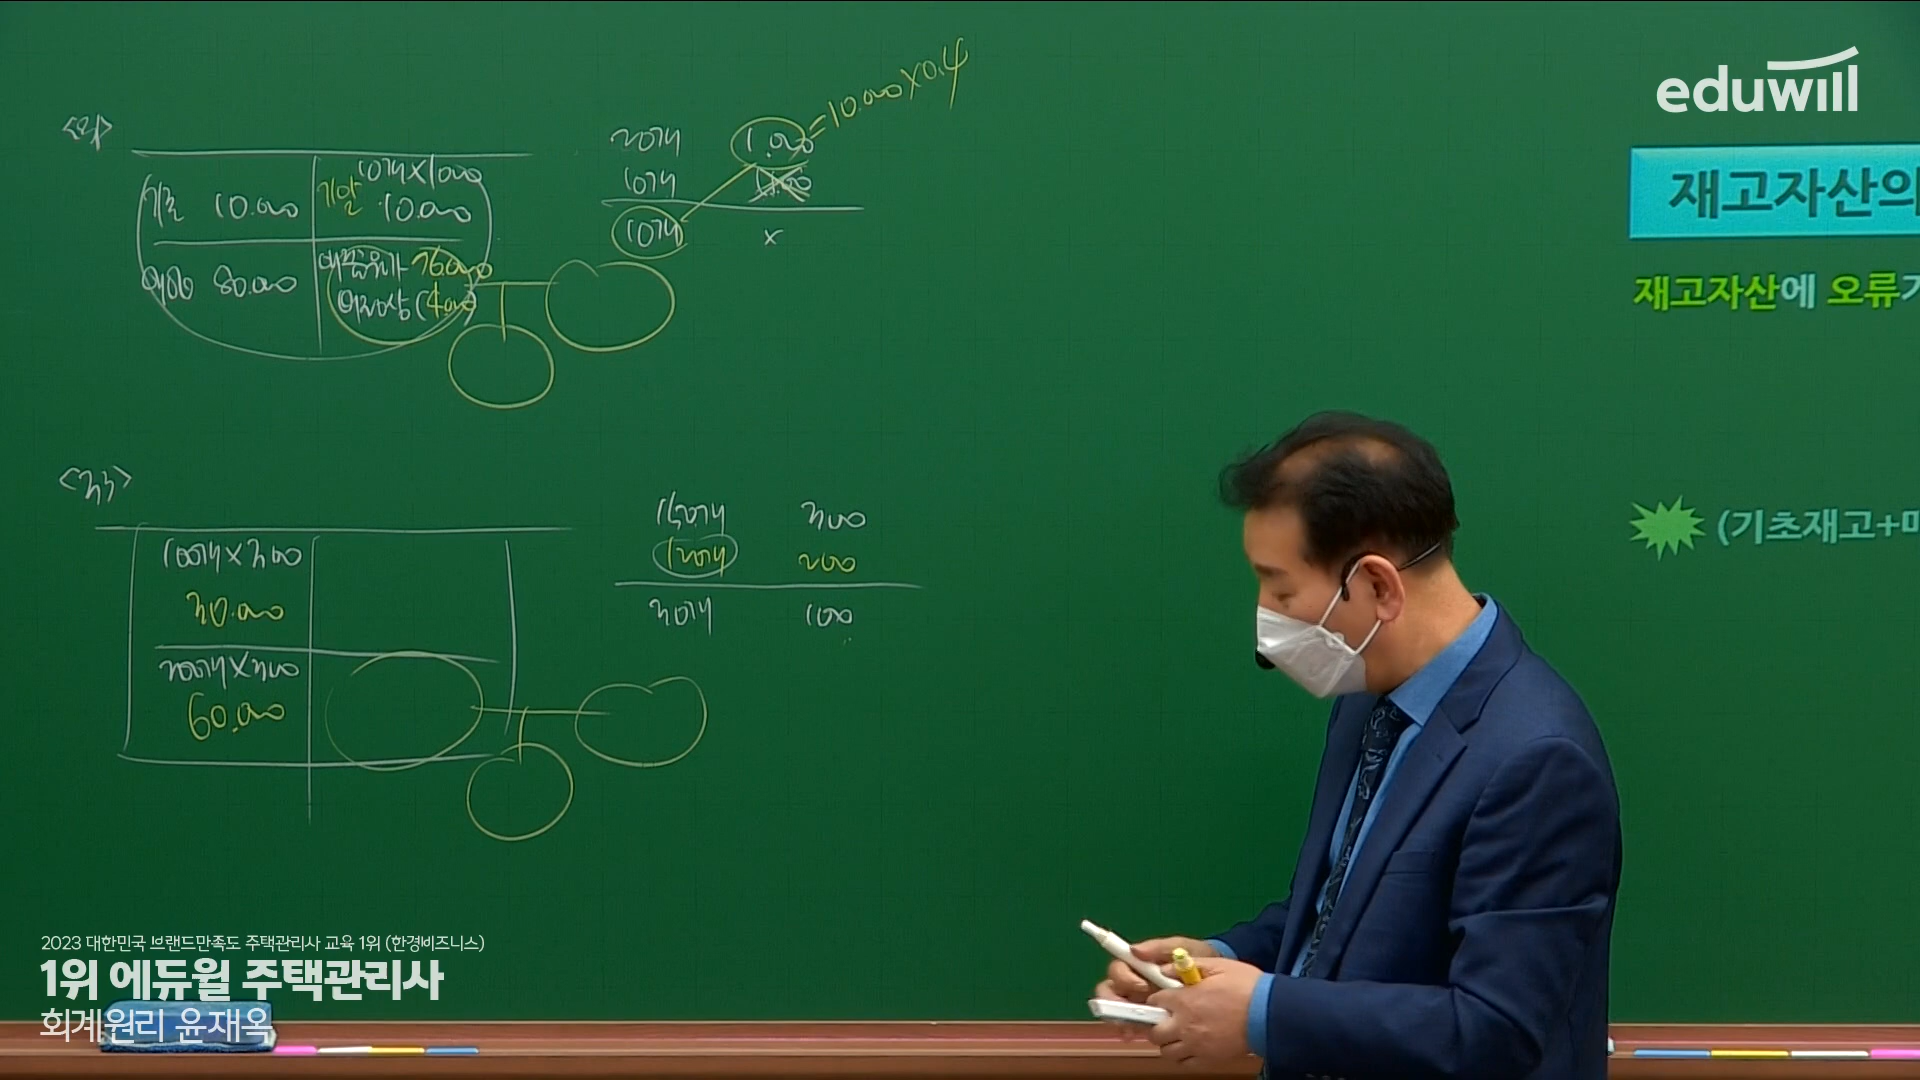 eduwill
재고자산의
재고자산에 오류가
(기초재고+매
= 10.000 X 0.4
20개 1.000
10개
10개 x
10개 X 1000
기초 10.000 기말 10.000
매입 80.000 매출원가 76.000
(4.000)
150개 300
120개 200
30개 100
100개 X 300
30.000
200개 X 300
60.000
2023 대한민국 브랜드만족도 주택관리사 교육 1위 (한경비즈니스)
1위 에듀윌 주택관리사
회계원리 윤재옥